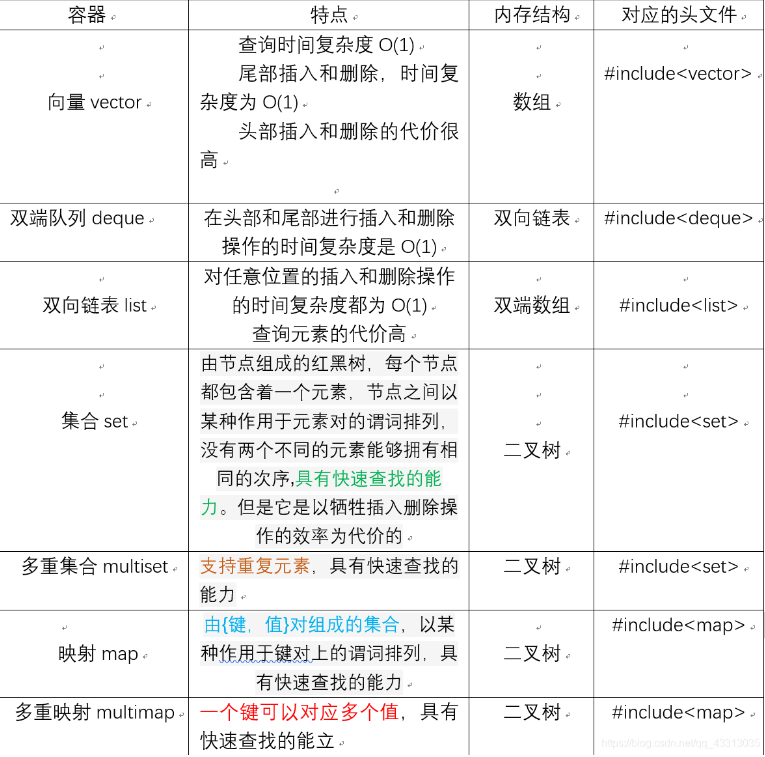 容器 特点 内存结构 对应的头文件
向量 vector
查询时间复杂度 O(1)
尾部插入和删除，时间复
杂度为 O(1)
头部插入和删除的代价很
高
数组
#include<vector>
双端队列 deque
在头部和尾部进行插入和删除
操作的时间复杂度是 O(1)
双向链表
#include<deque>
双向链表 list
对任意位置的插入和删除操作
的时间复杂度都为 O(1)
查询元素的代价高
双端数组
#include<list>
集合 set
由节点组成的红黑树，每个节点
都包含着一个元素，节点之间以
某种作用于元素对的谓词排列，
没有两个不同的元素能够拥有相
同的次序,具有快速查找的能
力。但是它是以牺牲插入删除操
作的效率为代价的
二叉树
#include<set>
多重集合 multiset
支持重复元素，具有快速查找的
能力
二叉树
#include<set>
映射 map
由{键，值}对组成的集合，以某
种作用于键对上的谓词排列，具
有快速查找的能力
二叉树
#include<map>
多重映射 multimap
一个键可以对应多个值，具有
快速查找的能立
二叉树
#include<map>
https://blog.csdn.net/qq_43313035